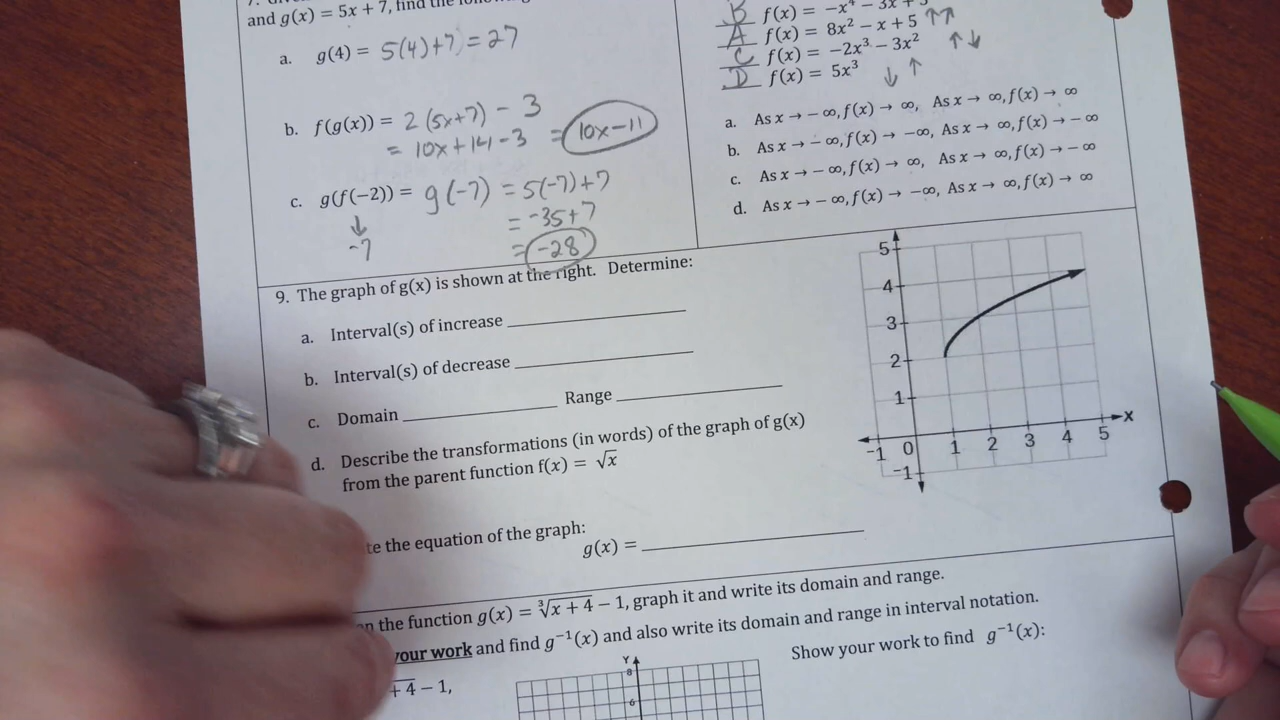 and g(x) = 5x + 7, find the
a. g(4) = 5(4)+7 = 27
b. f(g(x)) = 2(5x+7) - 3
= 10x + 14 - 3 = 10x-11
c. g(f(-2)) = g(-7) = 5(-7)+7
↓
-7
= -35+7
= -28
B f(x) = -x⁴ - 3x +
A f(x) = 8x² - x + 5 ↑↑
C f(x) = -2x³ - 3x² ↑↓
D f(x) = 5x³ ↓↑
a. As x → -∞, f(x) → ∞, As x → ∞, f(x) → ∞
b. As x → -∞, f(x) → -∞, As x → ∞, f(x) → -∞
c. As x → -∞, f(x) → ∞, As x → ∞, f(x) → -∞
d. As x → -∞, f(x) → -∞, As x → ∞, f(x) → ∞
9. The graph of g(x) is shown at the right. Determine:
a. Interval(s) of increase
b. Interval(s) of decrease
c. Domain Range
d. Describe the transformations (in words) of the graph of g(x)
from the parent function f(x) = √x
te the equation of the graph:
g(x) =
5
4
3
2
1
-1 0 1 2 3 4 5 x
-1
the function g(x) = ∛(x + 4) - 1, graph it and write its domain and range.
your work and find g⁻¹(x) and also write its domain and range in interval notation.
+ 4 - 1,
Show your work to find g⁻¹(x):
Y
8
6